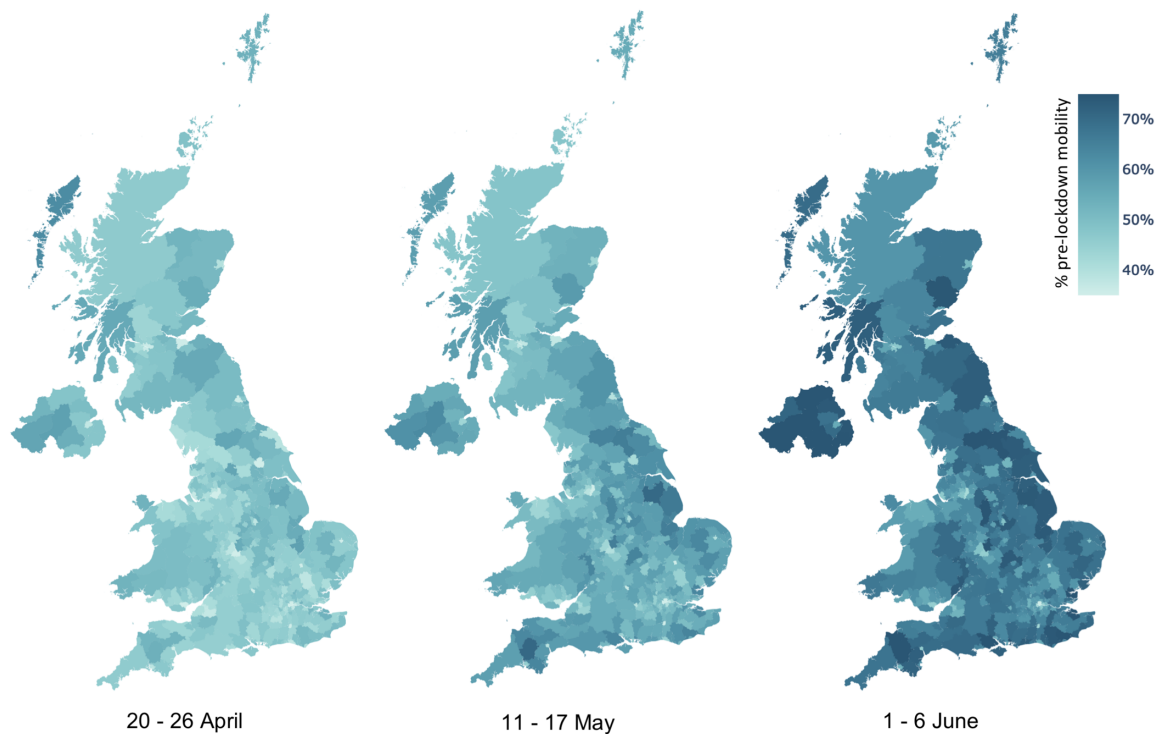 % pre-lockdown mobility
70%
60%
50%
40%
20 - 26 April
11 - 17 May
1 - 6 June